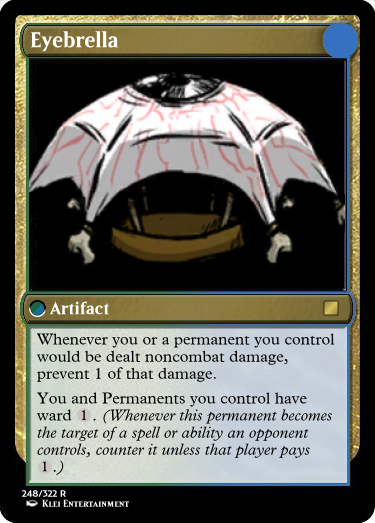 Eyebrella
Artifact
Whenever you or a permanent you control
would be dealt noncombat damage,
prevent 1 of that damage.
You and Permanents you control have
ward 1 . (Whenever this permanent becomes
the target of a spell or ability an opponent
controls, counter it unless that player pays
1 .)
248/322 R
Klei Entertainment